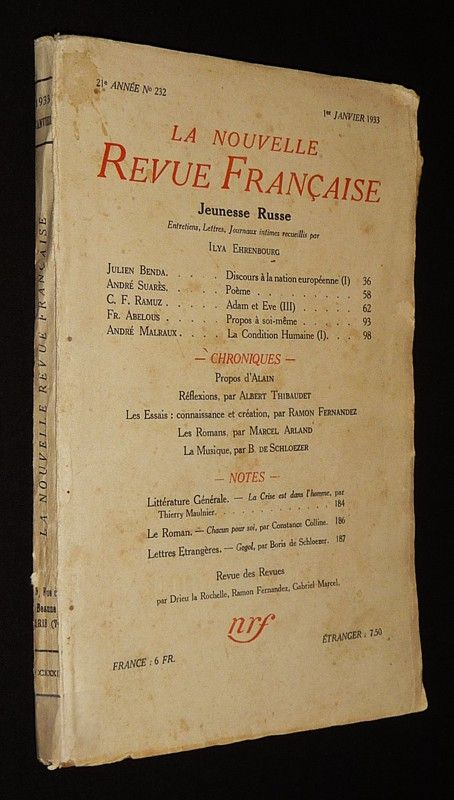 21e ANNÉE No 232
1er JANVIER 1933
LA NOUVELLE
REVUE FRANÇAISE
Jeunesse Russe
Entretiens, Lettres, Journaux intimes recueillis par
ILYA EHRENBOURG
JULIEN BENDA. . . . . Discours à la nation européenne (I) 36
ANDRÉ SUARÈS. . . . . Poème . . . . . . . . . . 58
C. F. RAMUZ . . . . . Adam et Eve (III) . . . . . . 62
FR. ABELOUS . . . . . Propos à soi-même . . . . . . 93
ANDRÉ MALRAUX. . . . La Condition Humaine (I). . . 98
— CHRONIQUES —
Propos d'ALAIN
Réflexions, par ALBERT THIBAUDET
Les Essais : connaissance et création, par RAMON FERNANDEZ
Les Romans, par MARCEL ARLAND
La Musique, par B. DE SCHLOEZER
— NOTES —
Littérature Générale. — La Crise est dans l'homme, par
Thierry Maulnier. . . . . . . . . . . . . 184
Le Roman. — Chacun pour soi, par Constance Colline. 186
Lettres Etrangères. — Gogol, par Boris de Schloezer. 187
Revue des Revues
par Drieu la Rochelle, Ramon Fernandez, Gabriel Marcel.
nrf
FRANCE : 6 FR.
ÉTRANGER : 7,50
1933
LA NOUVELLE REVUE FRANÇAISE